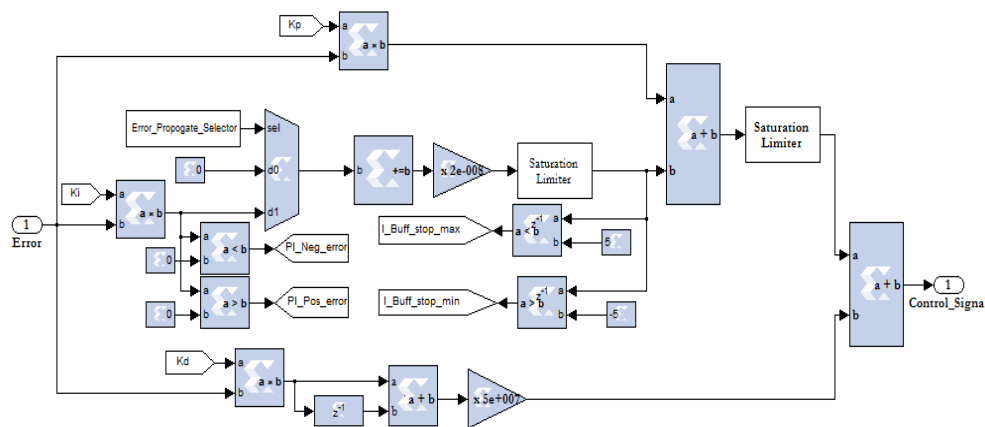 Kp
a
b
a × b
a
b
a + b
Saturation
Limiter
Error_Propogate_Selector
sel
d0
d1
0
b
+=b
x 2e-008
Saturation
Limiter
Ki
a
b
a × b
1
Error
a
b
a < b
PI_Neg_error
0
a
b
a > b
PI_Pos_error
0
I_Buff_stop_max
a < b
z-1
a
b
5
I_Buff_stop_min
a > b
z-1
a
b
-5
a
b
a + b
1
Control_Signa
Kd
a
b
a × b
z-1
a
b
a + b
x 5e+007